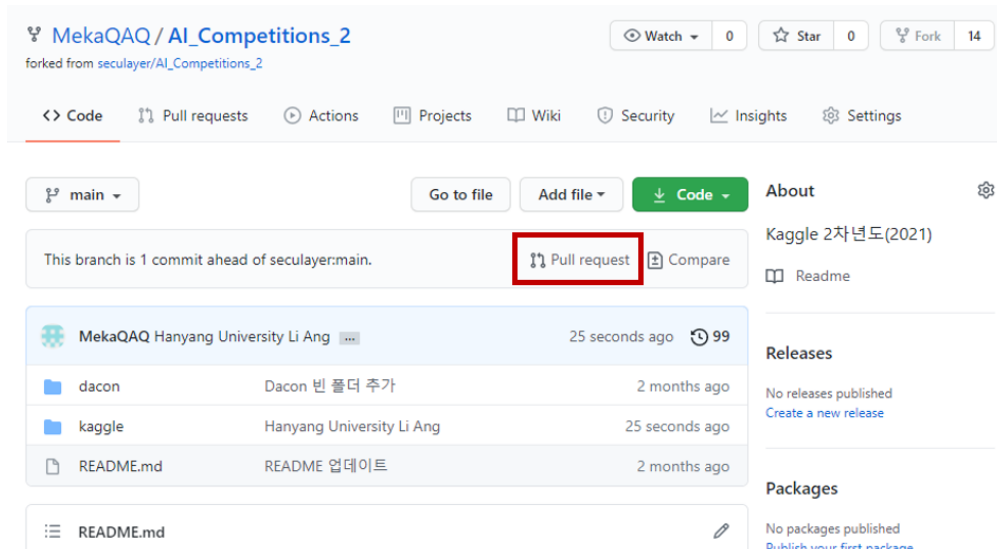 MekaQAQ / AI_Competitions_2
Watch 0 Star 0 Fork 14
forked from seculayer/AI_Competitions_2
Code Pull requests Actions Projects Wiki Security Insights Settings
main Go to file Add file Code
This branch is 1 commit ahead of seculayer:main. Pull request Compare
MekaQAQ Hanyang University Li Ang ... 25 seconds ago 99
dacon Dacon 빈 폴더 추가 2 months ago
kaggle Hanyang University Li Ang 25 seconds ago
README.md README 업데이트 2 months ago
README.md
About
Kaggle 2차년도(2021)
Readme
Releases
No releases published
Create a new release
Packages
No packages published
Publish your first package